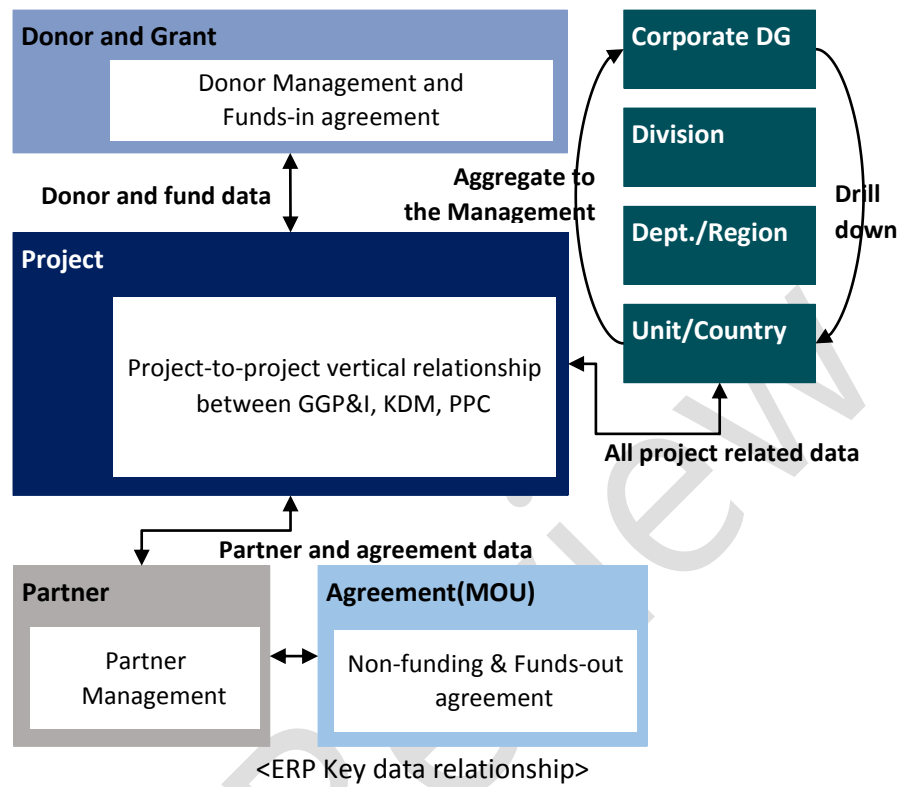 Donor and Grant
Donor Management and
Funds-in agreement
Corporate DG
Division
Dept./Region
Unit/Country
Aggregate to
the Management
Drill
down
Donor and fund data
Project
Project-to-project vertical relationship
between GGP&I, KDM, PPC
All project related data
Partner and agreement data
Partner
Partner
Management
Agreement(MOU)
Non-funding & Funds-out
agreement
<ERP Key data relationship>